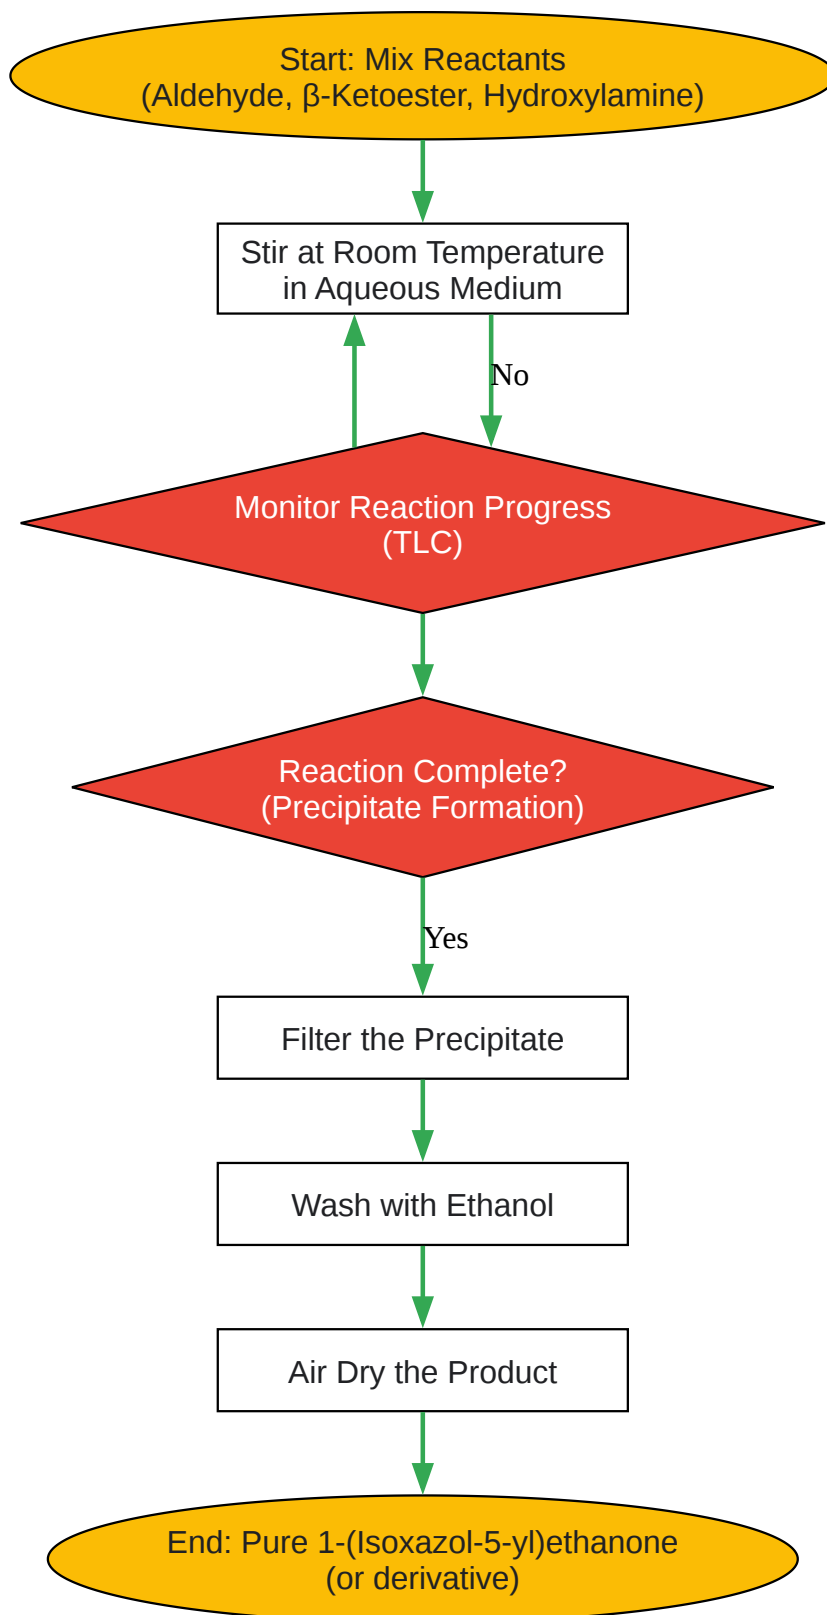 Start: Mix Reactants
(Aldehyde, β-Ketoester, Hydroxylamine)
Stir at Room Temperature
in Aqueous Medium
No
Monitor Reaction Progress
(TLC)
Reaction Complete?
(Precipitate Formation)
Yes
Filter the Precipitate
Wash with Ethanol
Air Dry the Product
End: Pure 1-(Isoxazol-5-yl)ethanone
(or derivative)